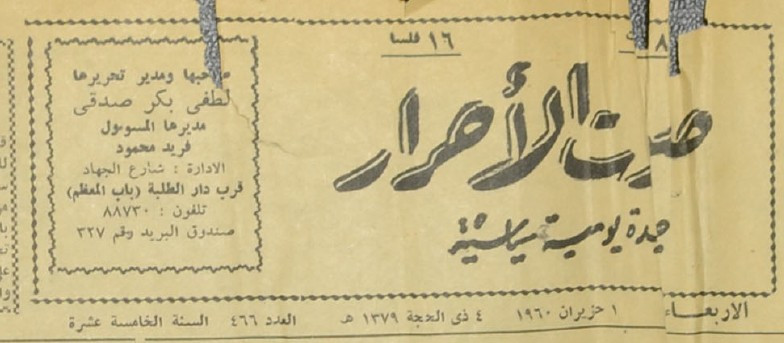 ١٦ فلسا
صوت الأحرار
جريدة يومية سياسية
صاحبها ومدير تحريرها
لطفي بكر صدقي
مديرها المسوءول
فريد محمود
الادارة : شارع الجهاد
قرب دار الطلبة (باب المعظم)
تلفون : ٨٨٧٣٠
صندوق البريد رقم ٣٢٧
الاربعاء ١ حزيران ١٩٦٠ ٤ ذي الحجة ١٣٧٩ هـ العدد ٤٦٦ السنة الخامسة عشرة